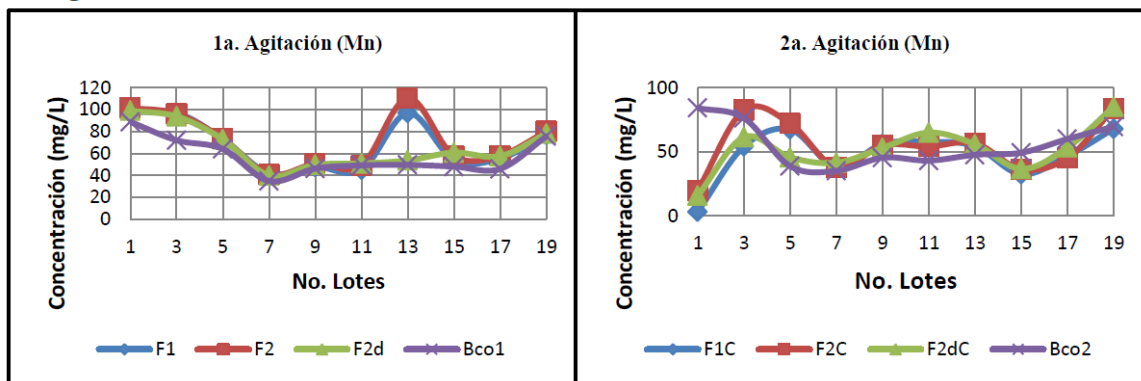 1a. Agitación (Mn)
Concentración (mg/L)
120
100
80
60
40
20
0
1 3 5 7 9 11 13 15 17 19
No. Lotes
F1 F2 F2d Bco1
2a. Agitación (Mn)
Concentración (mg/L)
100
50
0
1 3 5 7 9 11 13 15 17 19
No. Lotes
F1C F2C F2dC Bco2